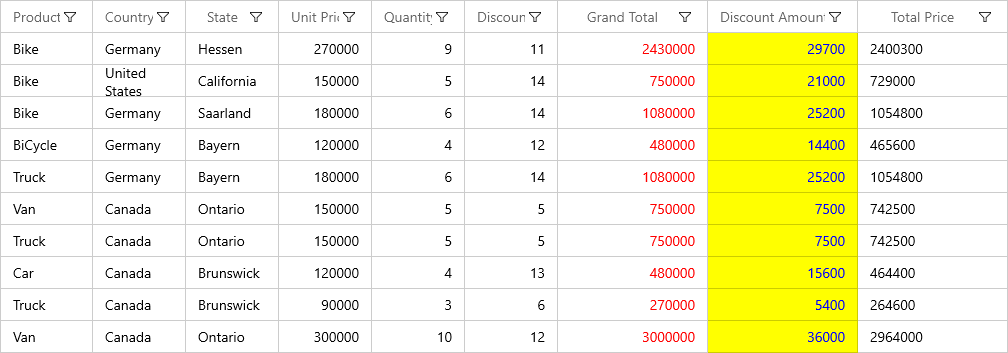 Product Country State Unit Pri Quantity Discoun Grand Total Discount Amoun Total Price
Bike Germany Hessen 270000 9 11 2430000 29700 2400300
Bike United States California 150000 5 14 750000 21000 729000
Bike Germany Saarland 180000 6 14 1080000 25200 1054800
BiCycle Germany Bayern 120000 4 12 480000 14400 465600
Truck Germany Bayern 180000 6 14 1080000 25200 1054800
Van Canada Ontario 150000 5 5 750000 7500 742500
Truck Canada Ontario 150000 5 5 750000 7500 742500
Car Canada Brunswick 120000 4 13 480000 15600 464400
Truck Canada Brunswick 90000 3 6 270000 5400 264600
Van Canada Ontario 300000 10 12 3000000 36000 2964000